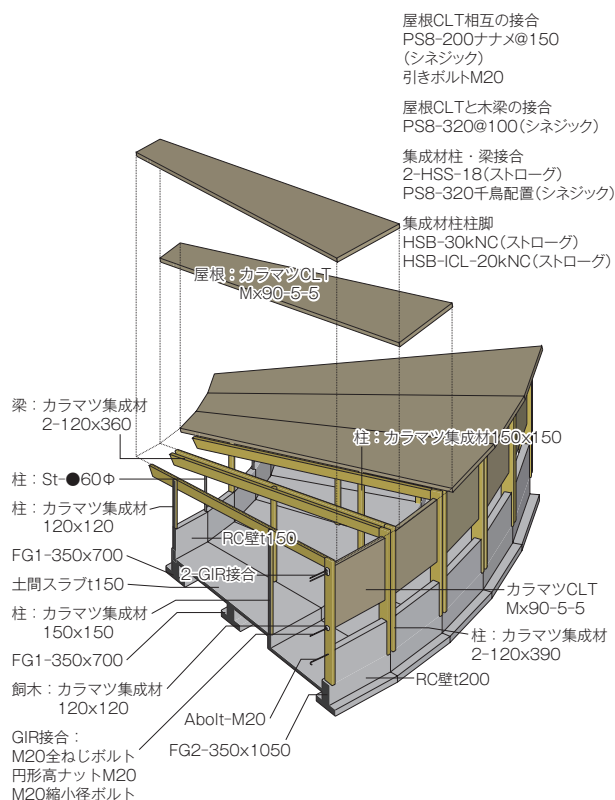 屋根CLT相互の接合
PS8-200ナナメ@150
(シネジック)
引きボルトM20
屋根CLTと木梁の接合
PS8-320@100(シネジック)
集成材柱・梁接合
2-HSS-18(ストローグ)
PS8-320千鳥配置(シネジック)
集成材柱柱脚
HSB-30kNC(ストローグ)
HSB-ICL-20kNC(ストローグ)
屋根：カラマツCLT
Mx90-5-5
梁：カラマツ集成材
2-120x360
柱：カラマツ集成材150x150
柱：St-●60Φ
柱：カラマツ集成材
120x120
RC壁t150
FG1-350x700
2-GIR接合
土間スラブt150
カラマツCLT
Mx90-5-5
柱：カラマツ集成材
150x150
柱：カラマツ集成材
2-120x390
FG1-350x700
RC壁t200
飼木：カラマツ集成材
120x120
Abolt-M20
FG2-350x1050
GIR接合：
M20全ねじボルト
円形高ナットM20
M20縮小径ボルト